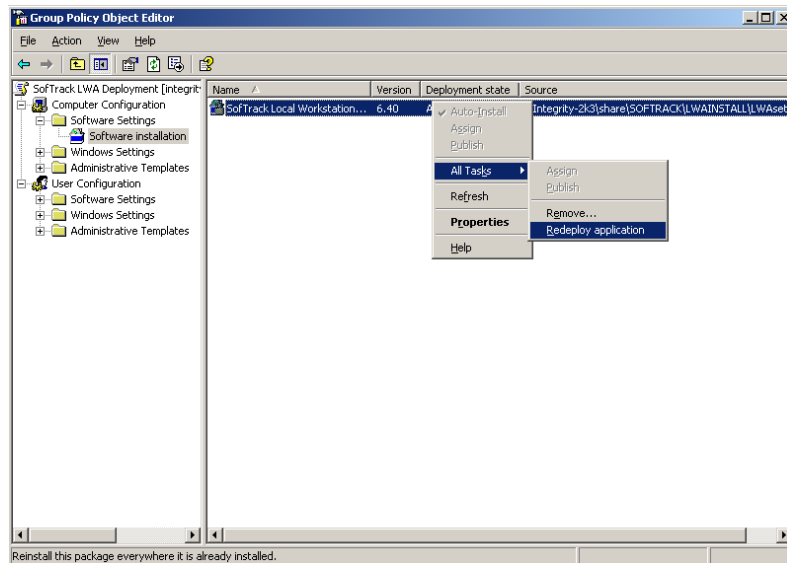 Group Policy Object Editor
File Action View Help
SofTrack LWA Deployment [integrit
Computer Configuration
Software Settings
Software installation
Windows Settings
Administrative Templates
User Configuration
Software Settings
Windows Settings
Administrative Templates
Name Version Deployment state Source
SofTrack Local Workstation... 6.40 A Integrity-2k3\share\SOFTRACK\LWAINSTALL\LWAset
Auto-Install
Assign
Publish
All Tasks
Refresh
Properties
Help
Assign
Publish
Remove...
Redeploy application
Reinstall this package everywhere it is already installed.